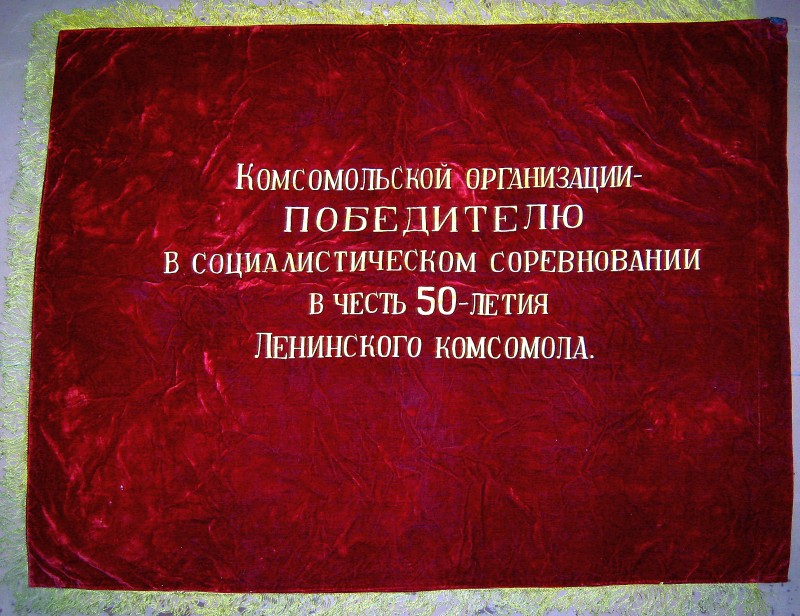 Комсомольской организации-
ПОБЕДИТЕЛЮ
в социалистическом соревновании
в честь 50-летия
Ленинского комсомола.